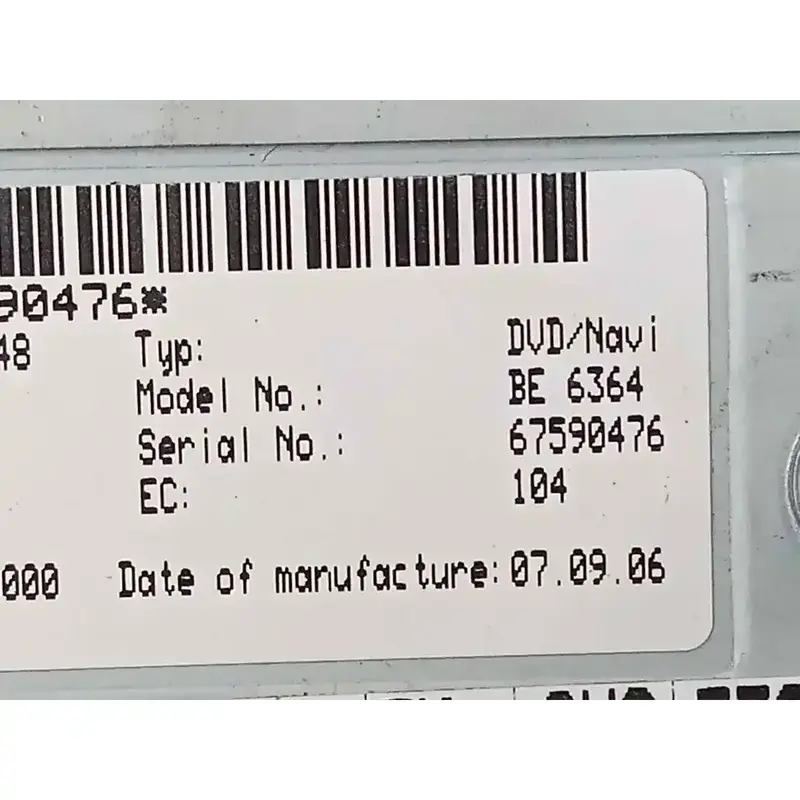 90476*
48 Typ: DVD/Navi
Model No.: BE 6364
Serial No.: 67590476
EC: 104
000 Date of manufacture: 07.09.06